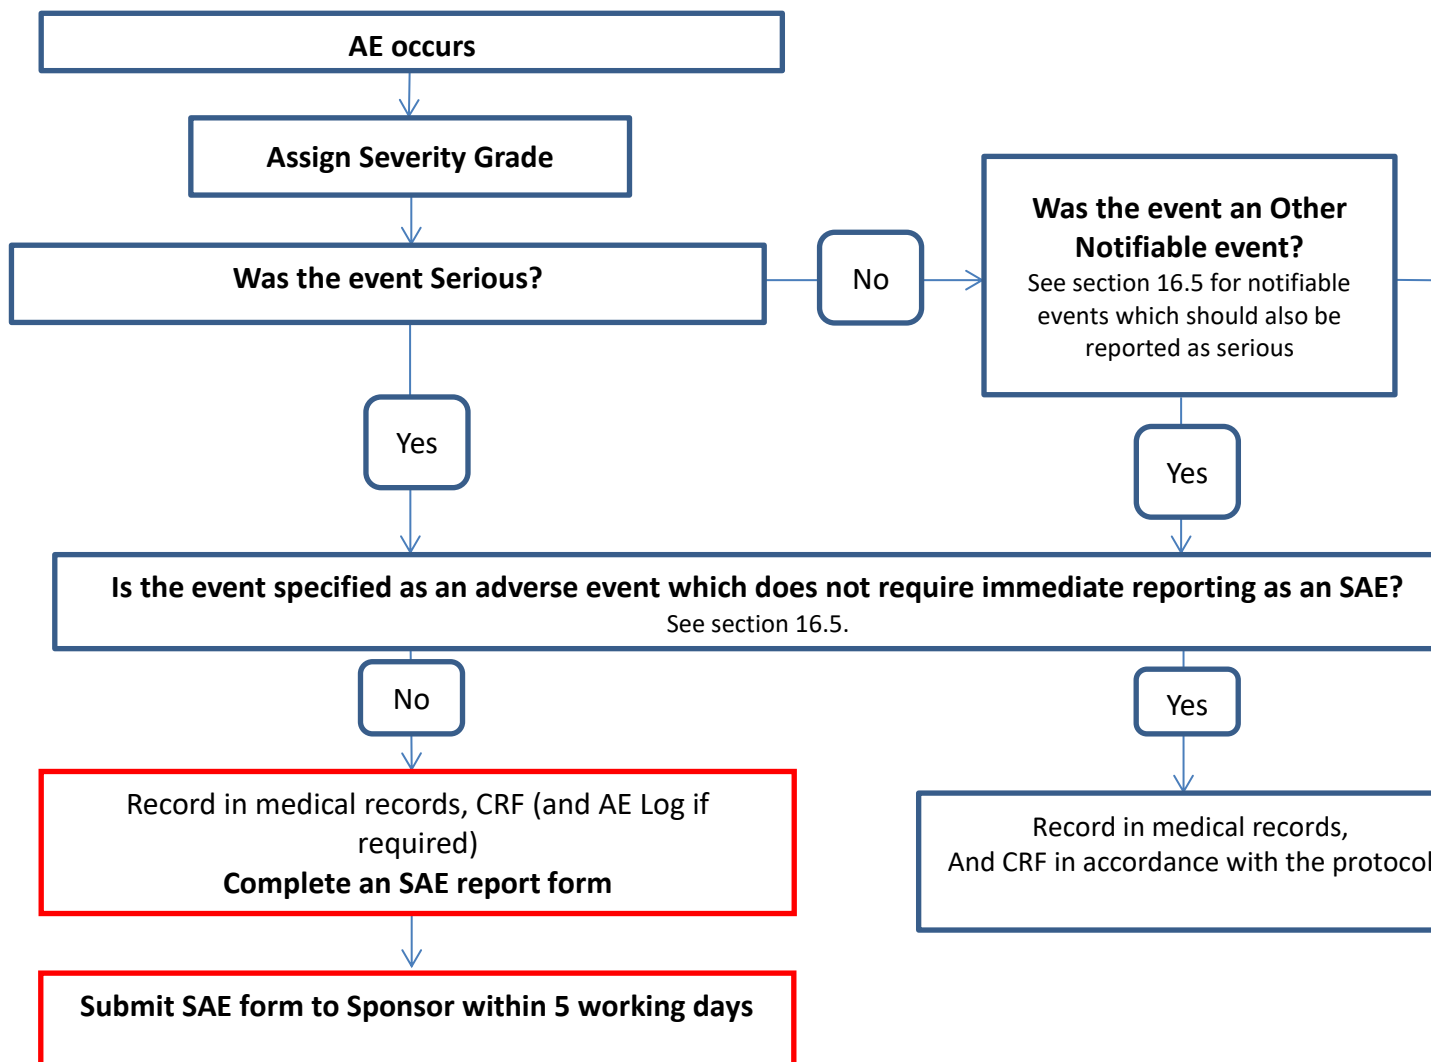 AE occurs
Assign Severity Grade
Was the event Serious?
No
Was the event an Other
Notifiable event?
See section 16.5 for notifiable
events which should also be
reported as serious
Yes
Yes
Is the event specified as an adverse event which does not require immediate reporting as an SAE?
See section 16.5.
No
Yes
Record in medical records, CRF (and AE Log if
required)
Complete an SAE report form
Record in medical records,
And CRF in accordance with the protocol
Submit SAE form to Sponsor within 5 working days